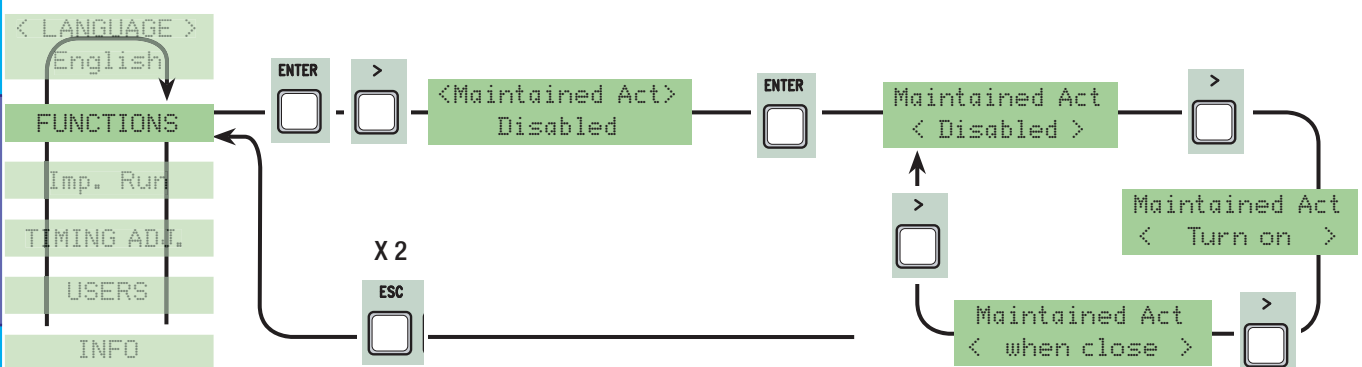 < LANGUAGE >
English
FUNCTIONS
Imp. Run
TIMING ADJ.
USERS
INFO
ENTER
>
<Maintained Act>
Disabled
ENTER
Maintained Act
< Disabled >
>
Maintained Act
< Turn on >
>
Maintained Act
< when close >
>
X 2
ESC